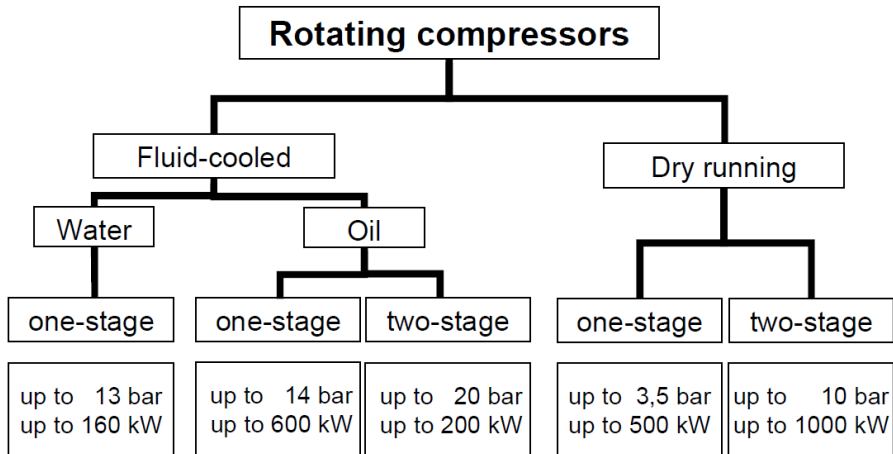 Rotating compressors
Fluid-cooled
Dry running
Water
Oil
one-stage
one-stage
two-stage
one-stage
two-stage
up to 13 bar
up to 160 kW
up to 14 bar
up to 600 kW
up to 20 bar
up to 200 kW
up to 3,5 bar
up to 500 kW
up to 10 bar
up to 1000 kW